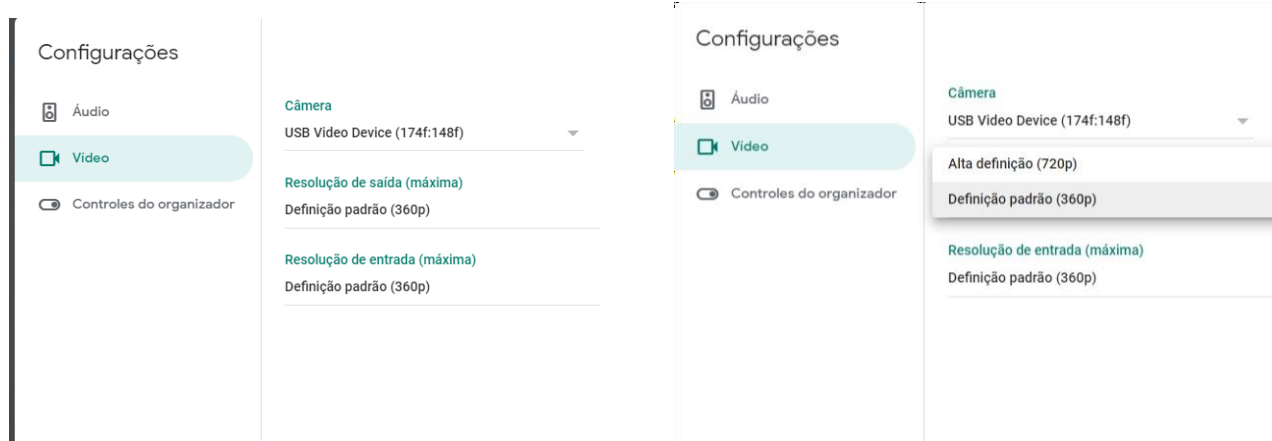 Configurações
Áudio
Vídeo
Controles do organizador
Câmera
USB Video Device (174f:148f)
Resolução de saída (máxima)
Definição padrão (360p)
Resolução de entrada (máxima)
Definição padrão (360p)
Configurações
Áudio
Vídeo
Controles do organizador
Câmera
USB Video Device (174f:148f)
Alta definição (720p)
Definição padrão (360p)
Resolução de entrada (máxima)
Definição padrão (360p)